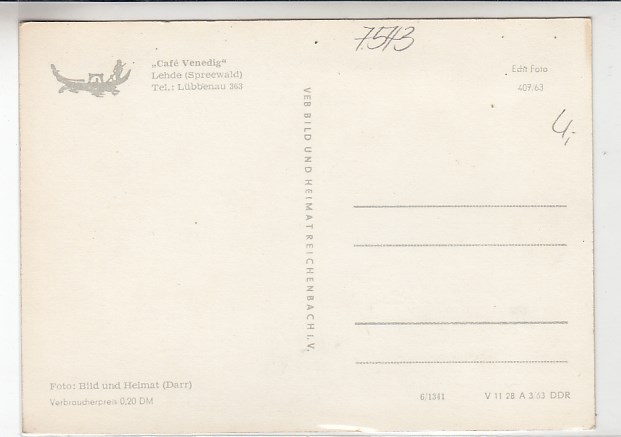 7513
„Café Venedig“
Lehde (Spreewald)
Tel.: Lübbenau 363
Echt Foto
407/63
4,-
VEB BILD UND HEIMAT REICHENBACH I. V.
Foto: Bild und Heimat (Darr)
Verbraucherpreis 0,20 DM
6/1341
V 11 28 A 3/63 DDR